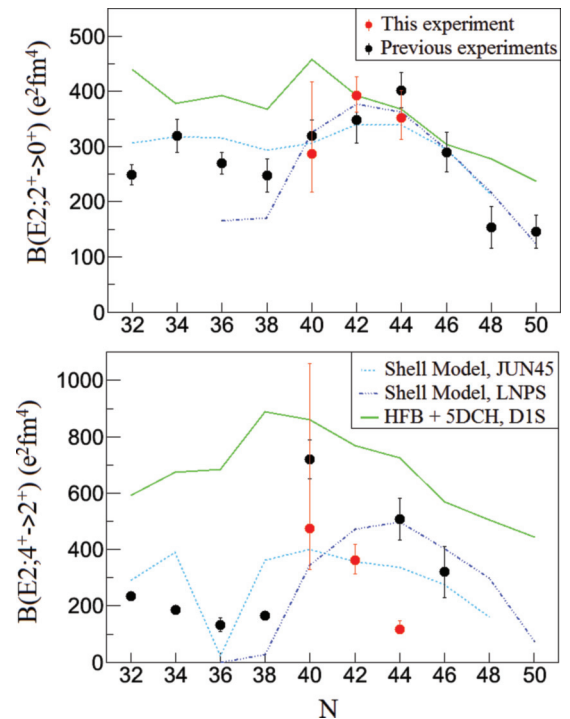 This experiment
Previous experiments
B(E2;2⁺->0⁺) (e²fm⁴)
500
400
300
200
100
0
32 34 36 38 40 42 44 46 48 50
Shell Model, JUN45
Shell Model, LNPS
HFB + 5DCH, D1S
B(E2;4⁺->2⁺) (e²fm⁴)
1000
800
600
400
200
0
32 34 36 38 40 42 44 46 48 50
N